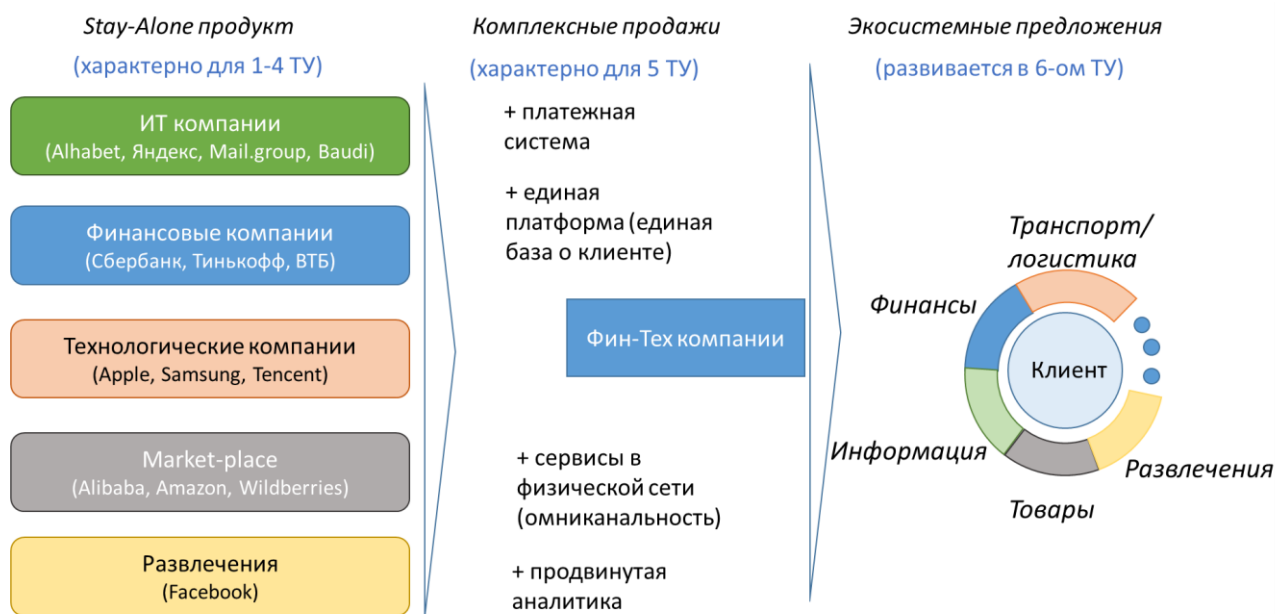 Stay-Alone продукт
(характерно для 1-4 ТУ)
ИТ компании
(Alhabet, Яндекс, Mail.group, Baudi)
Финансовые компании
(Сбербанк, Тинькофф, ВТБ)
Технологические компании
(Apple, Samsung, Tencent)
Market-place
(Alibaba, Amazon, Wildberries)
Развлечения
(Facebook)
Комплексные продажи
(характерно для 5 ТУ)
+ платежная
система
+ единая
платформа (единая
база о клиенте)
Фин-Тех компании
+ сервисы в
физической сети
(омниканальность)
+ продвинутая
аналитика
Экосистемные предложения
(развивается в 6-ом ТУ)
Транспорт/
логистика
Финансы
Клиент
Информация
Развлечения
Товары